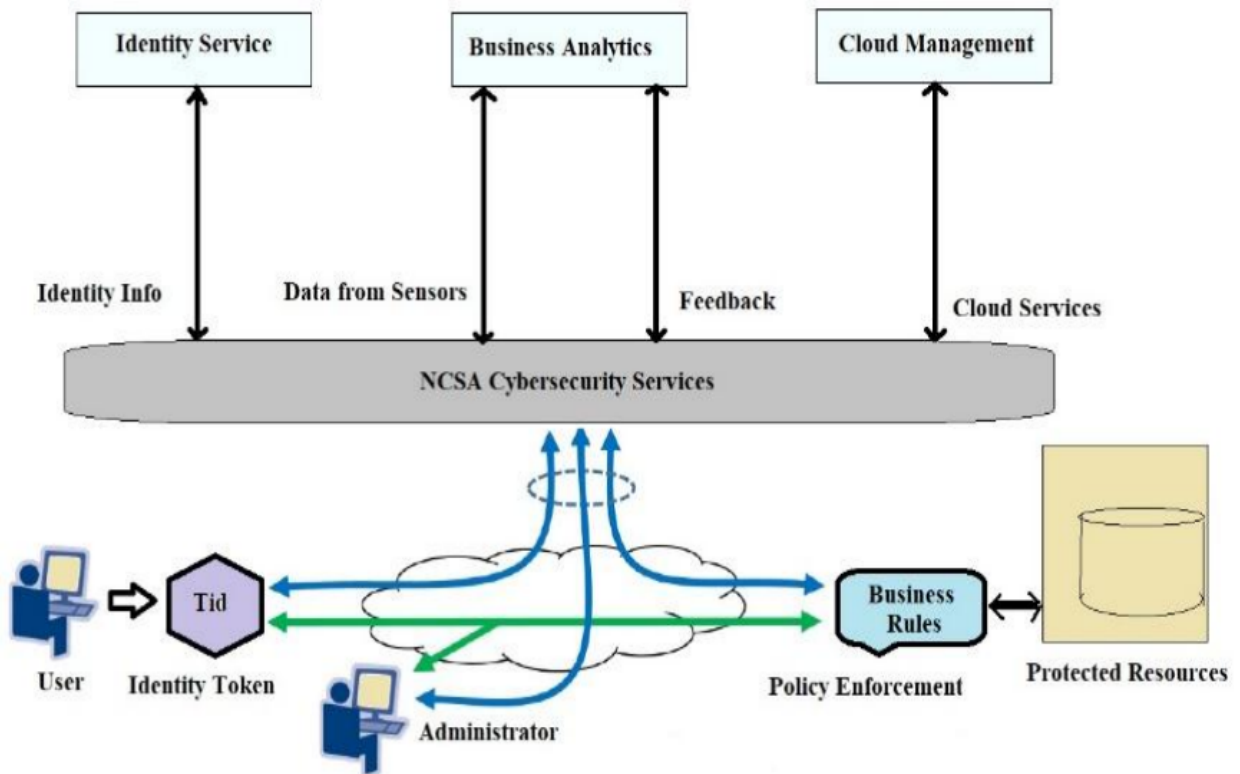 Identity Service
Business Analytics
Cloud Management
Identity Info
Data from Sensors
Feedback
Cloud Services
NCSA Cybersecurity Services
Tid
Business
Rules
User
Identity Token
Administrator
Policy Enforcement
Protected Resources